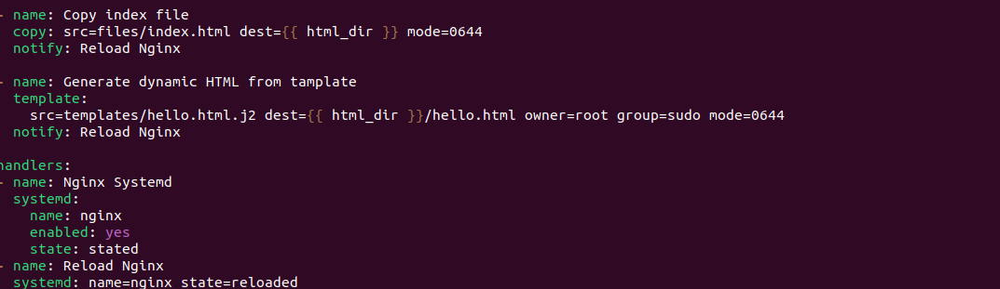 - name: Copy index file
copy: src=files/index.html dest={{ html_dir }} mode=0644
notify: Reload Nginx
- name: Generate dynamic HTML from tamplate
template:
src=templates/hello.html.j2 dest={{ html_dir }}/hello.html owner=root group=sudo mode=0644
notify: Reload Nginx
handlers:
- name: Nginx Systemd
systemd:
name: nginx
enabled: yes
state: stated
- name: Reload Nginx
systemd: name=nginx state=reloaded